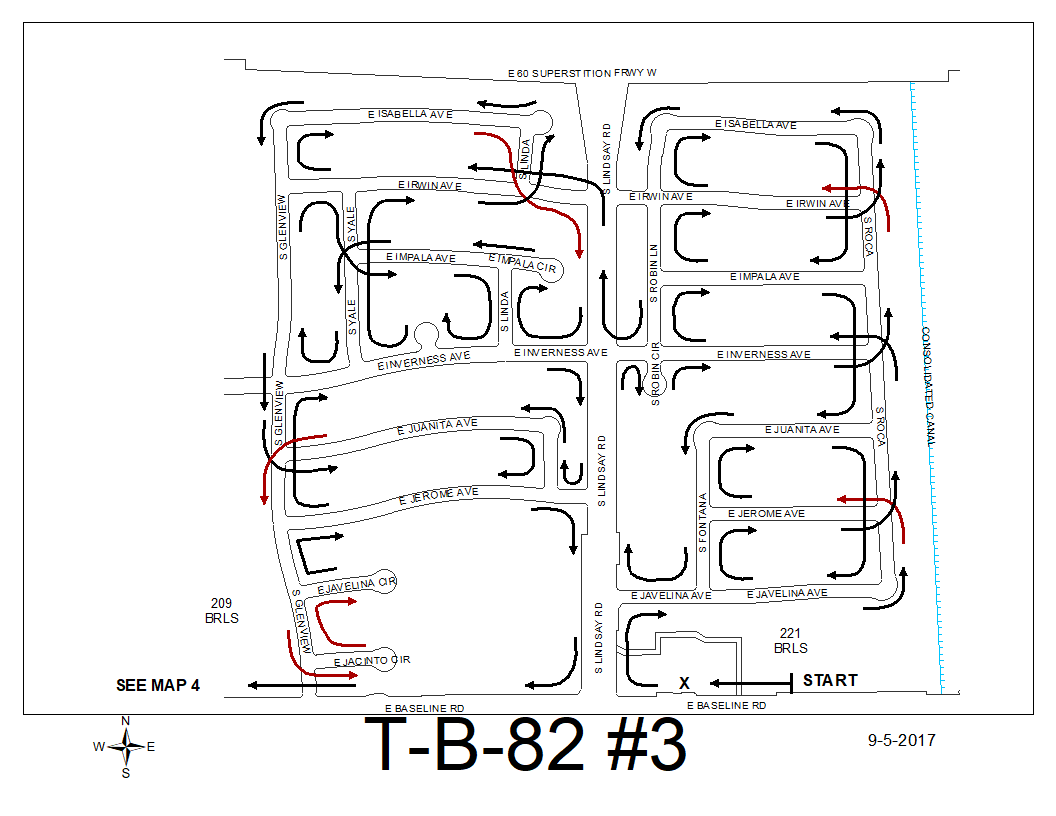 E 60 SUPERSTITION FRWY W
E ISABELLA AVE
E ISABELLA AVE
S LINDSAY RD
S LINDA
E IRWIN AVE
E IRWIN AVE
E IRWIN AVE
S GLENVIEW
S YALE
S ROCA
E IMPALA AVE
E IMPALA CIR
S ROBIN LN
E IMPALA AVE
S YALE
S LINDA
E INVERNESS AVE
E INVERNESS AVE
E INVERNESS AVE
S ROBIN CIR
CONSOLIDATED CANAL
S GLENVIEW
E JUANITA AVE
E JUANITA AVE
S ROCA
S LINDSAY RD
E JEROME AVE
E JEROME AVE
S FONTANA
E JAVELINA CIR
E JAVELINA AVE
E JAVELINA AVE
209
BRLS
S GLENVIEW
S LINDSAY RD
221
BRLS
E JACINTO CIR
SEE MAP 4
X
START
E BASELINE RD
E BASELINE RD
T-B-82 #3
9-5-2017
N
W
E
S